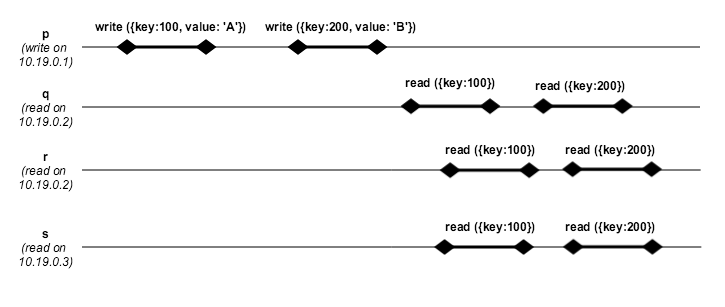 write ({key:100, value: 'A'}) write ({key:200, value: 'B'})
p
(write on
10.19.0.1)
read ({key:100}) read ({key:200})
q
(read on
10.19.0.2)
read ({key:100}) read ({key:200})
r
(read on
10.19.0.2)
read ({key:100}) read ({key:200})
s
(read on
10.19.0.3)